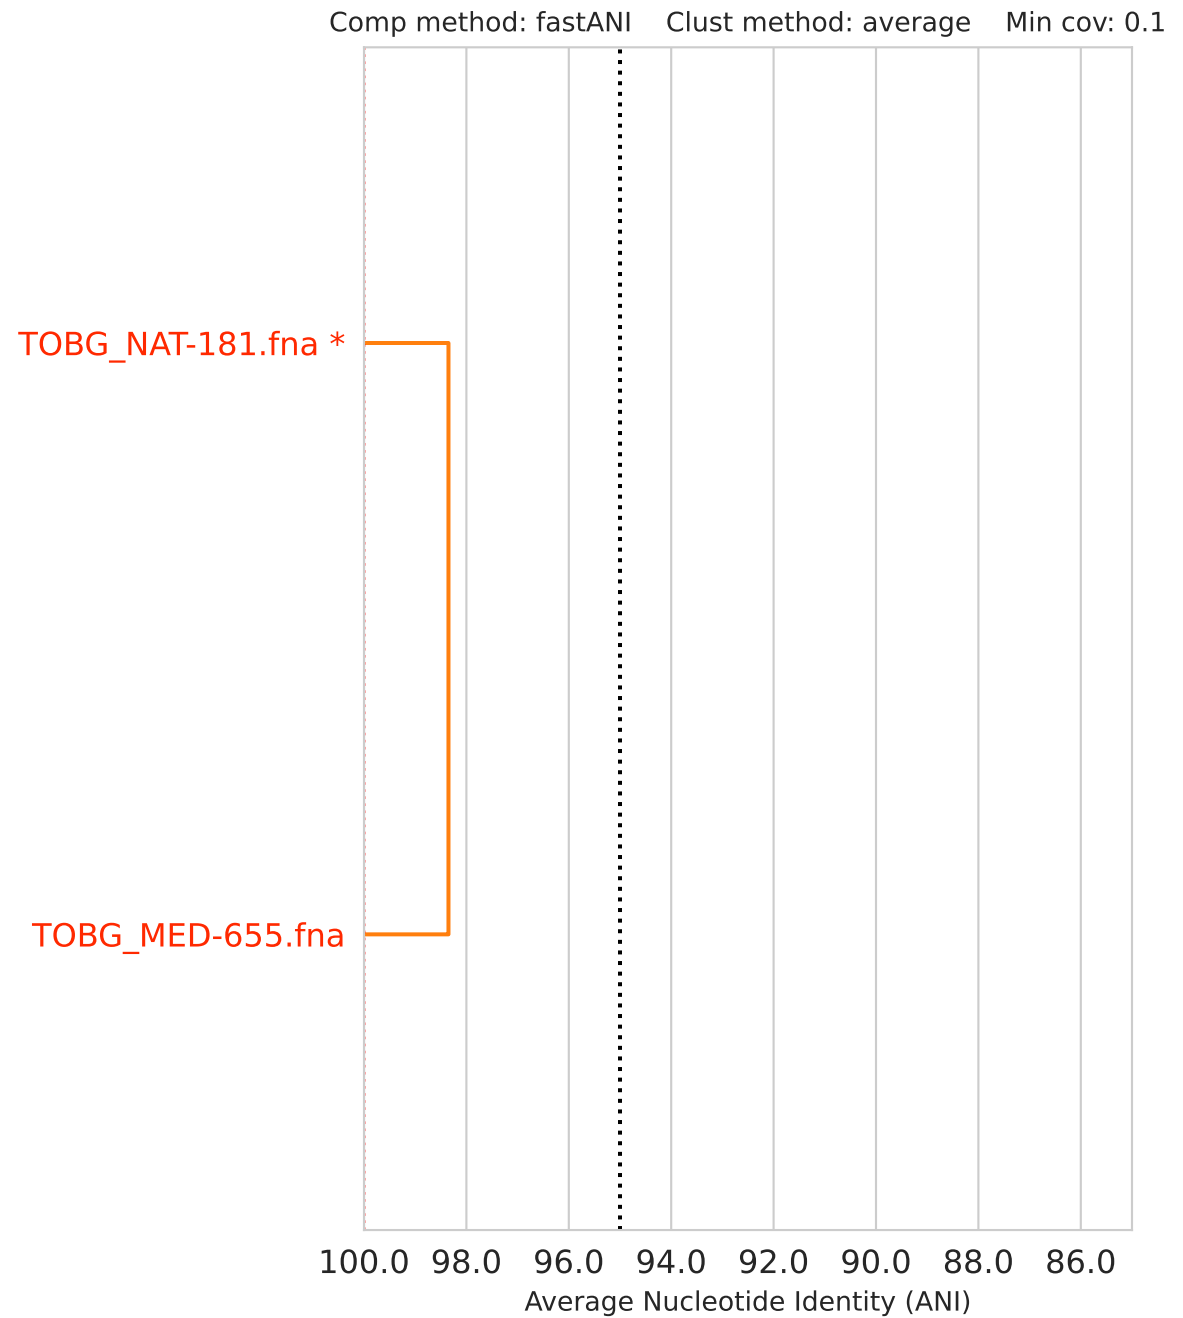 Comp method: fastANI    Clust method: average    Min cov: 0.1
TOBG_NAT-181.fna *
TOBG_MED-655.fna
100.0 98.0 96.0 94.0 92.0 90.0 88.0 86.0
Average Nucleotide Identity (ANI)